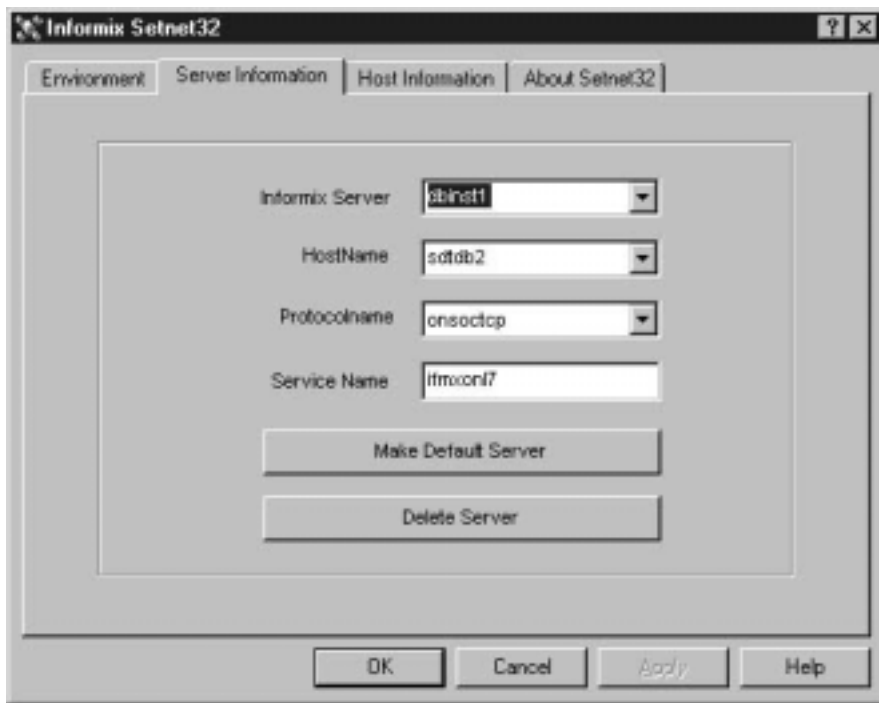 Informix Setnet32
Environment Server Information Host Information About Setnet32
Informix Server dbinst1
HostName sdtdb2
Protocolname onsoctcp
Service Name ifmxonl7
Make Default Server
Delete Server
OK Cancel Apply Help